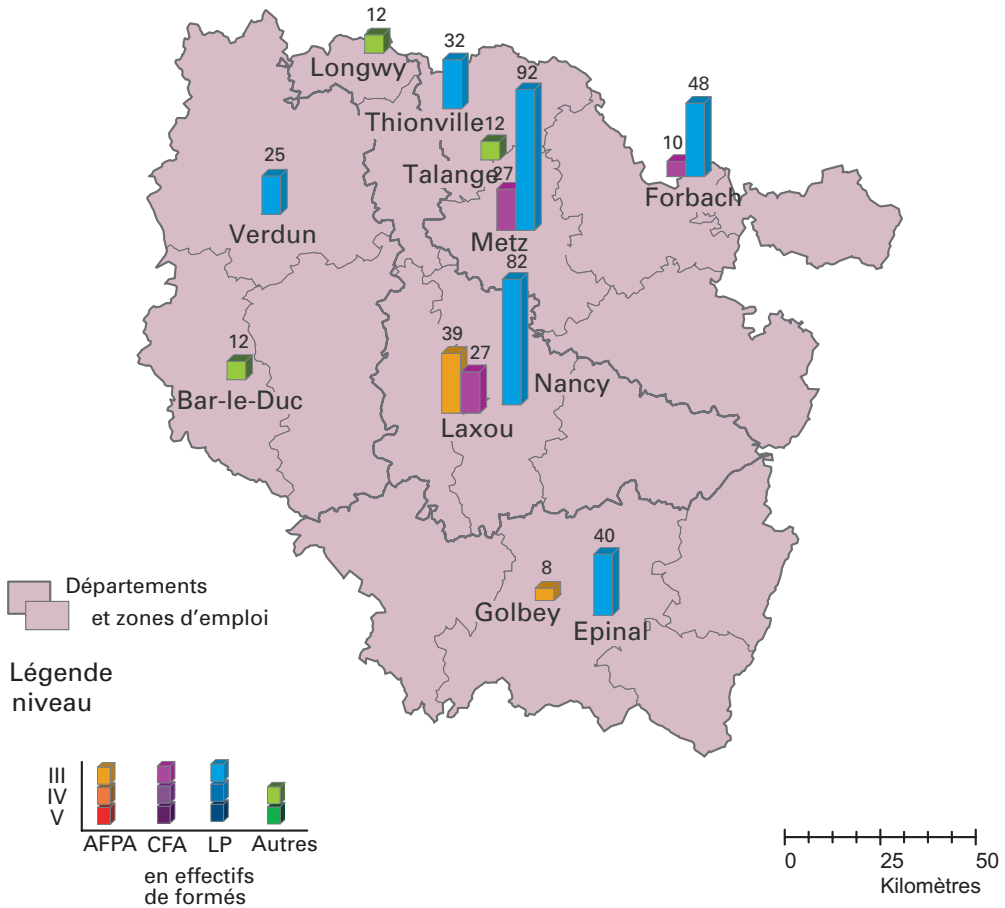 12
Longwy
32
Thionville
92
12
Talange
27
Metz
48
10
Forbach
25
Verdun
82
Nancy
39
27
Laxou
12
Bar-le-Duc
8
Golbey
40
Epinal
Départements
et zones d'emploi
Légende
niveau
III
IV
V
AFPA CFA LP Autres
en effectifs
de formés
0 25 50
Kilomètres